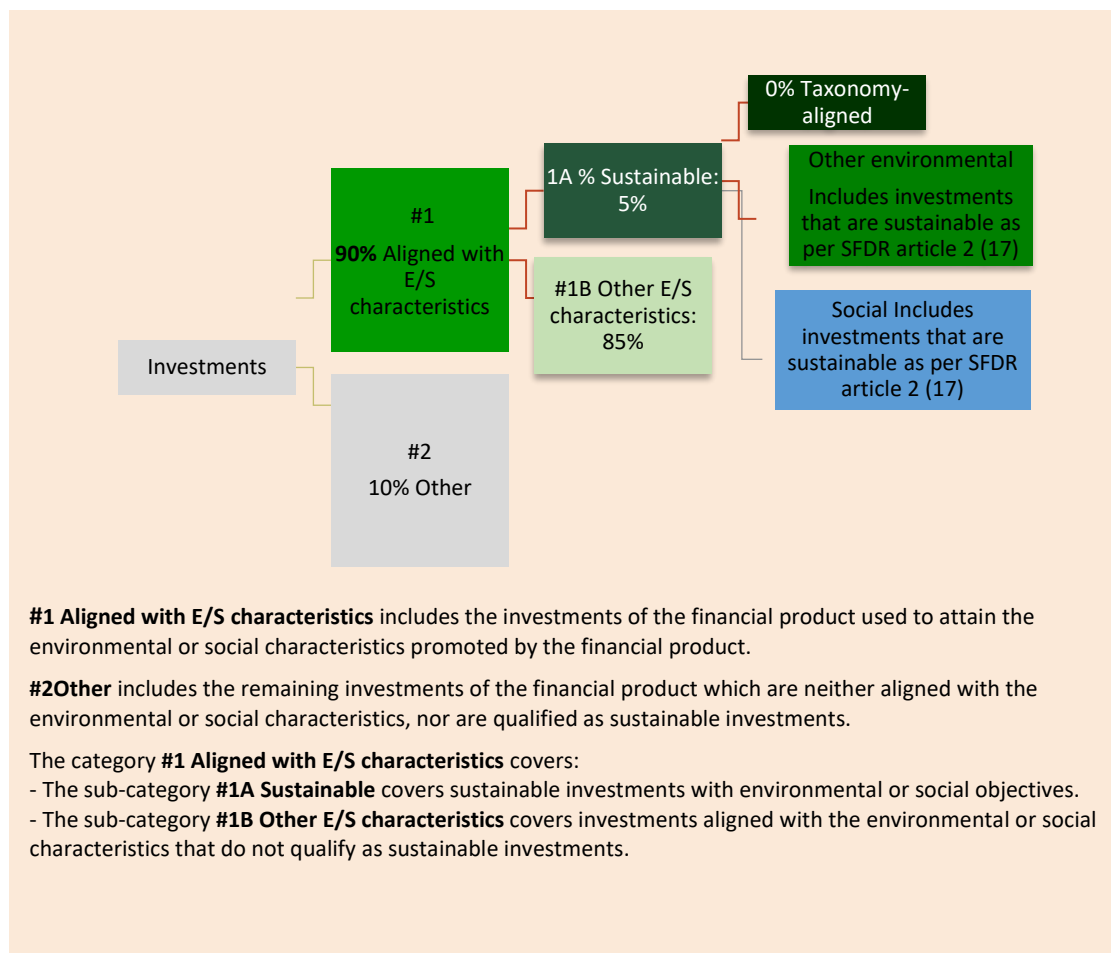 Investments
#1
90% Aligned with
E/S
characteristics
#2
10% Other
1A % Sustainable:
5%
#1B Other E/S
characteristics:
85%
0% Taxonomy-
aligned
Other environmental
Includes investments
that are sustainable as
per SFDR article 2 (17)
Social Includes
investments that are
sustainable as per SFDR
article 2 (17)
#1 Aligned with E/S characteristics includes the investments of the financial product used to attain the
environmental or social characteristics promoted by the financial product.
#2Other includes the remaining investments of the financial product which are neither aligned with the
environmental or social characteristics, nor are qualified as sustainable investments.
The category #1 Aligned with E/S characteristics covers:
- The sub-category #1A Sustainable covers sustainable investments with environmental or social objectives.
- The sub-category #1B Other E/S characteristics covers investments aligned with the environmental or social
characteristics that do not qualify as sustainable investments.